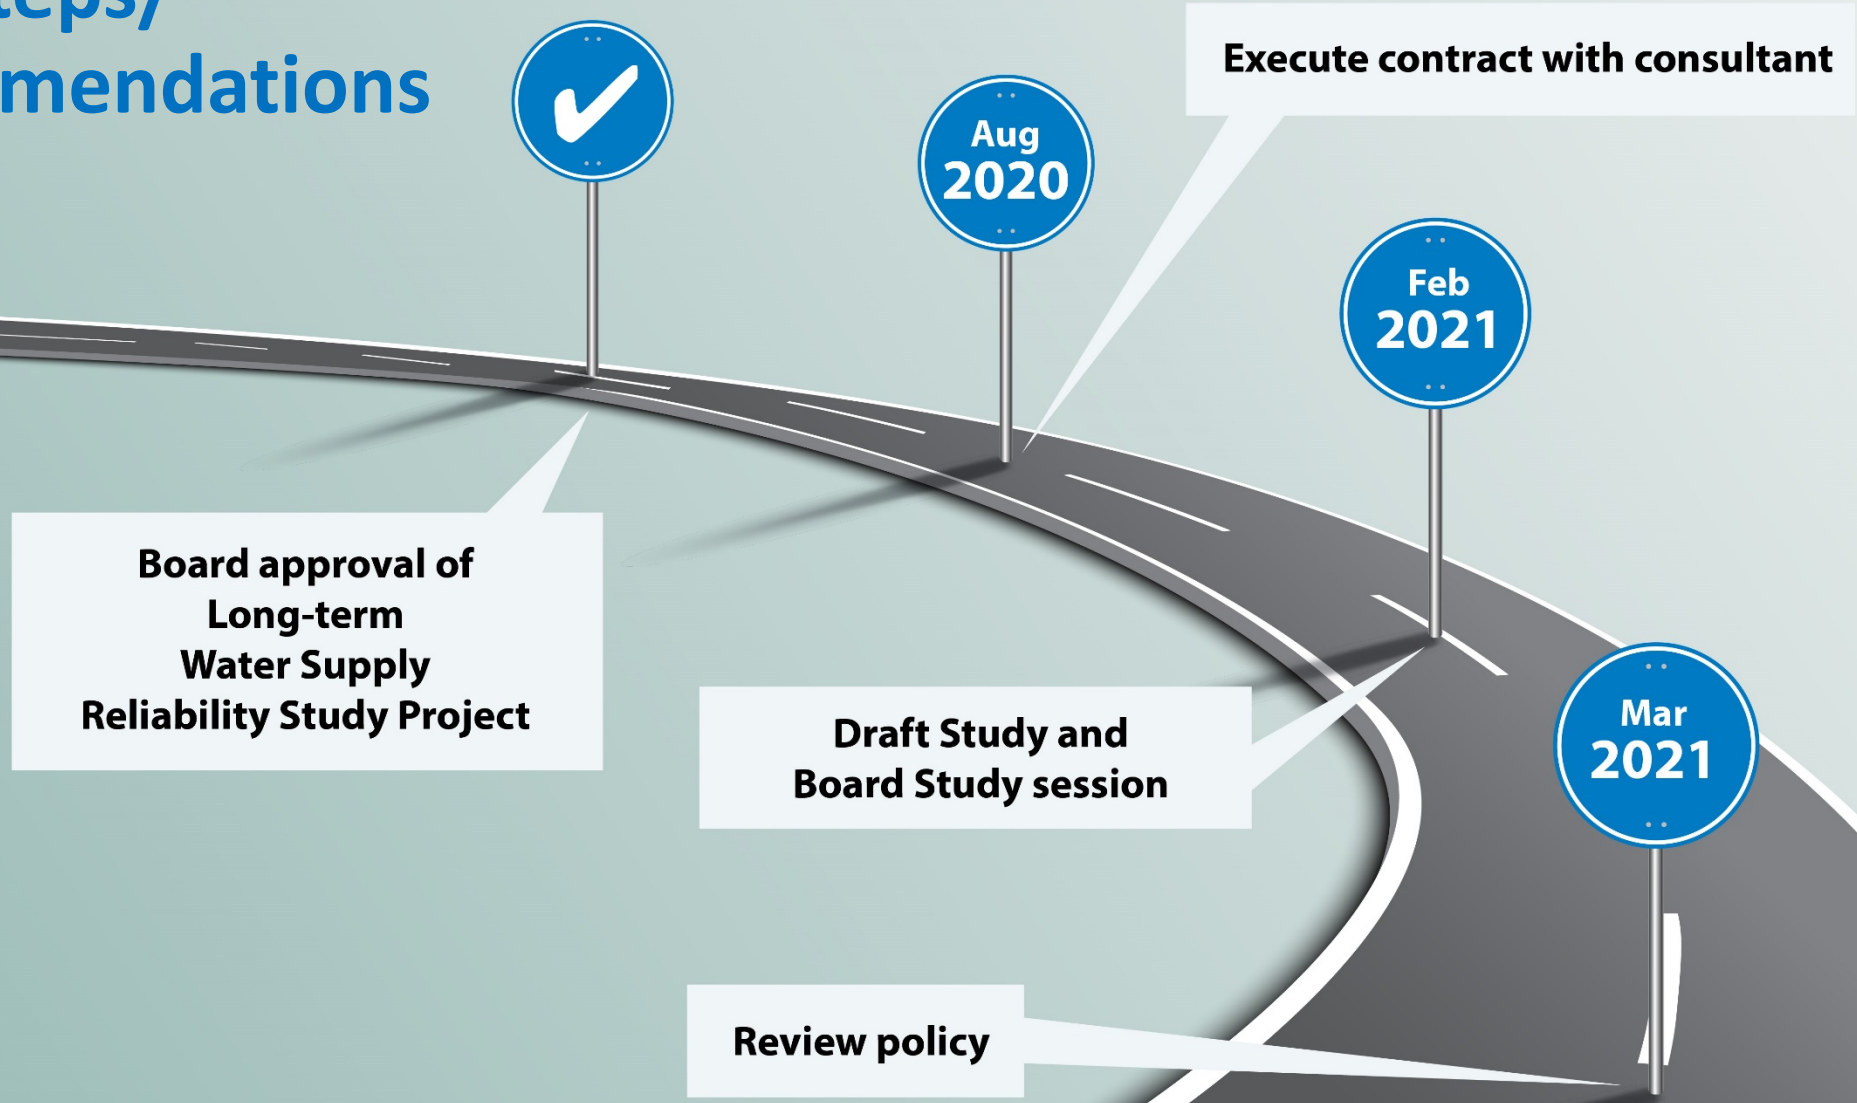 teps/
mendations
Aug
2020
Execute contract with consultant
Feb
2021
Board approval of
Long-term
Water Supply
Reliability Study Project
Draft Study and
Board Study session
Mar
2021
Review policy